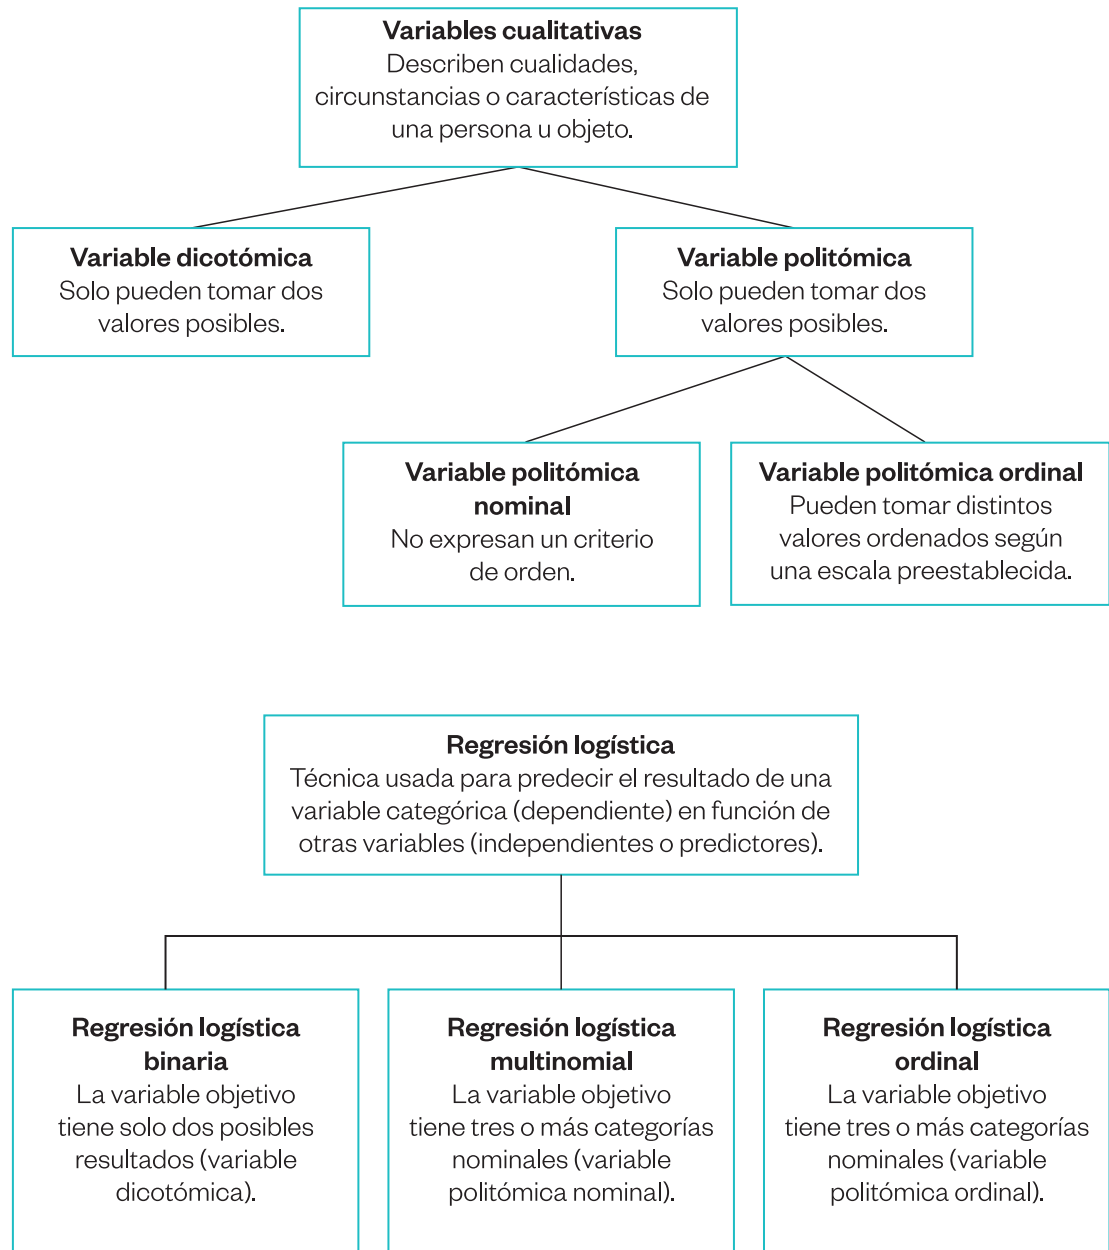 Variables cualitativas
Describen cualidades,
circunstancias o características de
una persona u objeto.
Variable dicotómica
Solo pueden tomar dos
valores posibles.
Variable politómica
Solo pueden tomar dos
valores posibles.
Variable politómica
nominal
No expresan un criterio
de orden.
Variable politómica ordinal
Pueden tomar distintos
valores ordenados según
una escala preestablecida.
Regresión logística
Técnica usada para predecir el resultado de una
variable categórica (dependiente) en función de
otras variables (independientes o predictores).
Regresión logística
binaria
La variable objetivo
tiene solo dos posibles
resultados (variable
dicotómica).
Regresión logística
multinomial
La variable objetivo
tiene tres o más categorías
nominales (variable
politómica nominal).
Regresión logística
ordinal
La variable objetivo
tiene tres o más categorías
nominales (variable
politómica ordinal).